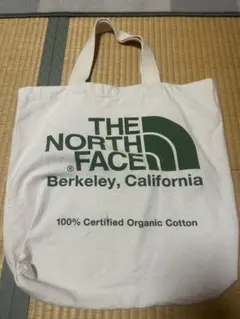 THE
NORTH
FACE
®
Berkeley, California
100% Certified Organic Cotton